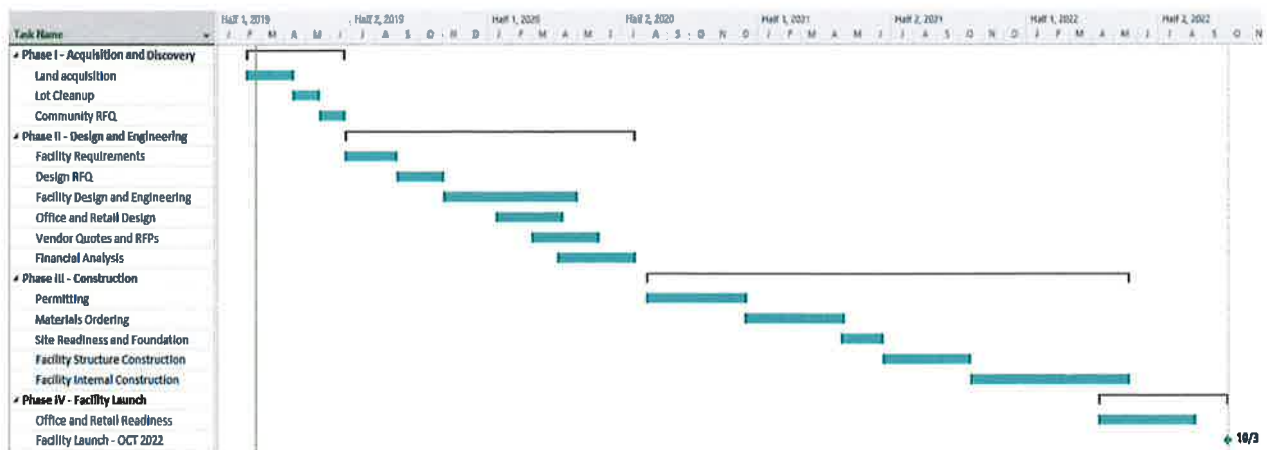 Half 1, 2019 Half 2, 2019 Half 1, 2020 Half 2, 2020 Half 1, 2021 Half 2, 2021 Half 1, 2022 Half 2, 2022
Task Name J F M A M J J A S O N D J F M A M J J A S O N D J F M A M J J A S O N D J F M A M J J A S O N
Phase I - Acquisition and Discovery
Land acquisition
Lot Cleanup
Community RFQ
Phase II - Design and Engineering
Facility Requirements
Design RFQ
Facility Design and Engineering
Office and Retail Design
Vendor Quotes and RFPs
Financial Analysis
Phase III - Construction
Permitting
Materials Ordering
Site Readiness and Foundation
Facility Structure Construction
Facility Internal Construction
Phase IV - Facility Launch
Office and Retail Readiness
Facility Launch - OCT 2022 10/3